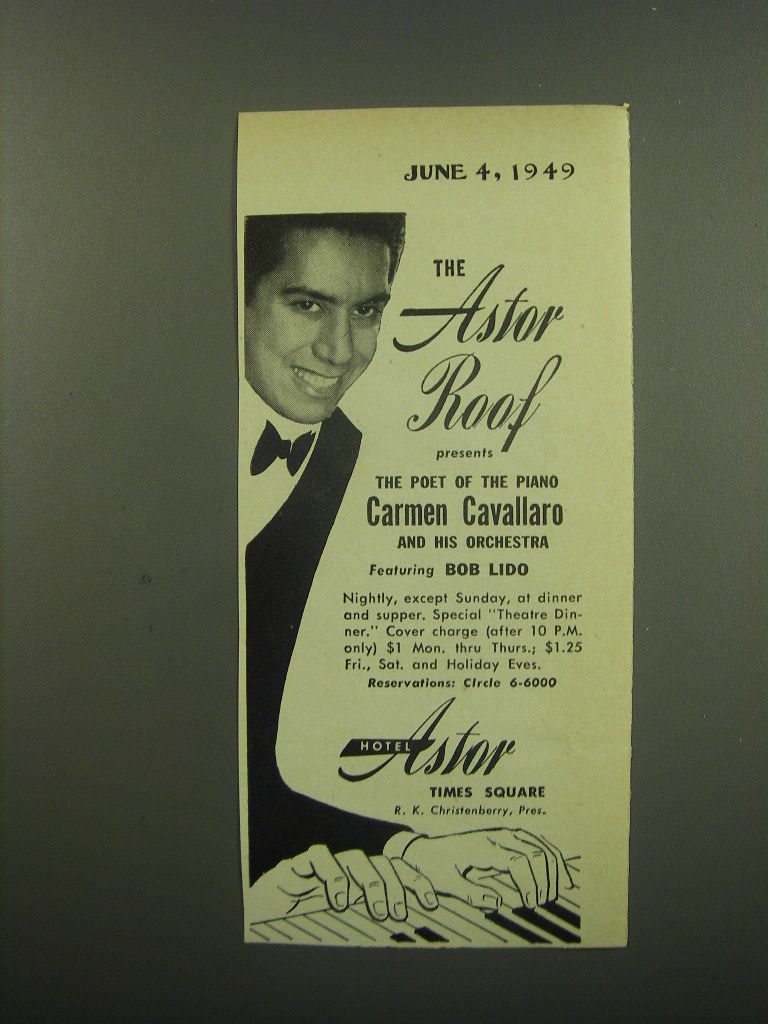 JUNE 4, 1949
THE
Astor
Roof
presents
THE POET OF THE PIANO
Carmen Cavallaro
AND HIS ORCHESTRA
Featuring BOB LIDO
Nightly, except Sunday, at dinner
and supper. Special "Theatre Din-
ner." Cover charge (after 10 P.M.
only) $1 Mon. thru Thurs.; $1.25
Fri., Sat. and Holiday Eves.
Reservations: CIrcle 6-6000
HOTEL Astor
TIMES SQUARE
R. K. Christenberry, Pres.